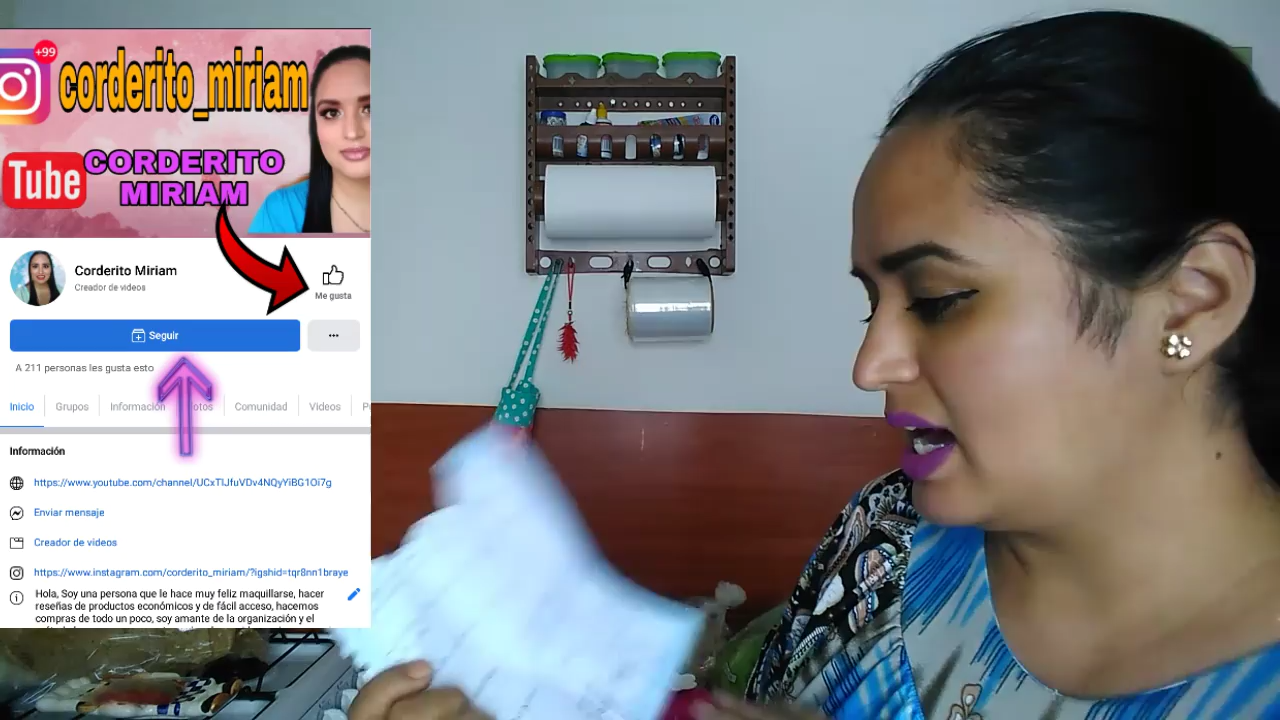 +99
corderito_miriam
Tube
CORDERITO
MIRIAM
Corderito Miriam
Creador de videos
Me gusta
Seguir
A 211 personas les gusta esto
Inicio
Grupos
Información
Comunidad
Videos
Información
https://www.youtube.com/channel/UCxTlJfuVDv4NQyYiBG1Oi7g
Enviar mensaje
Creador de videos
https://www.instagram.com/corderito_miriam/?igshid=tqr8nn1braye
Hola, Soy una persona que le hace muy feliz maquillarse, hacer
reseñas de productos económicos y de fácil acceso, hacemos
compras de todo un poco, soy amante de la organización y el